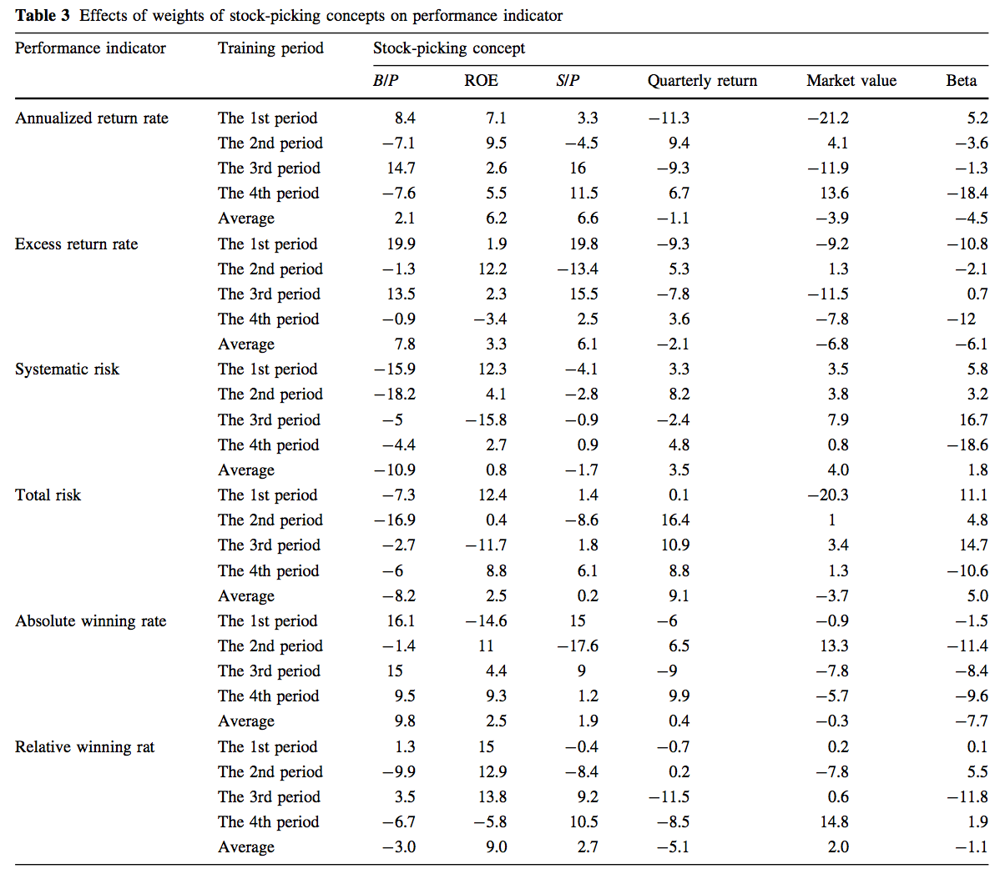 Table 3 Effects of weights of stock-picking concepts on performance indicator
Performance indicator Training period Stock-picking concept
B/P ROE S/P Quarterly return Market value Beta
Annualized return rate The 1st period 8.4 7.1 3.3 −11.3 −21.2 5.2
The 2nd period −7.1 9.5 −4.5 9.4 4.1 −3.6
The 3rd period 14.7 2.6 16 −9.3 −11.9 −1.3
The 4th period −7.6 5.5 11.5 6.7 13.6 −18.4
Average 2.1 6.2 6.6 −1.1 −3.9 −4.5
Excess return rate The 1st period 19.9 1.9 19.8 −9.3 −9.2 −10.8
The 2nd period −1.3 12.2 −13.4 5.3 1.3 −2.1
The 3rd period 13.5 2.3 15.5 −7.8 −11.5 0.7
The 4th period −0.9 −3.4 2.5 3.6 −7.8 −12
Average 7.8 3.3 6.1 −2.1 −6.8 −6.1
Systematic risk The 1st period −15.9 12.3 −4.1 3.3 3.5 5.8
The 2nd period −18.2 4.1 −2.8 8.2 3.8 3.2
The 3rd period −5 −15.8 −0.9 −2.4 7.9 16.7
The 4th period −4.4 2.7 0.9 4.8 0.8 −18.6
Average −10.9 0.8 −1.7 3.5 4.0 1.8
Total risk The 1st period −7.3 12.4 1.4 0.1 −20.3 11.1
The 2nd period −16.9 0.4 −8.6 16.4 1 4.8
The 3rd period −2.7 −11.7 1.8 10.9 3.4 14.7
The 4th period −6 8.8 6.1 8.8 1.3 −10.6
Average −8.2 2.5 0.2 9.1 −3.7 5.0
Absolute winning rate The 1st period 16.1 −14.6 15 −6 −0.9 −1.5
The 2nd period −1.4 11 −17.6 6.5 13.3 −11.4
The 3rd period 15 4.4 9 −9 −7.8 −8.4
The 4th period 9.5 9.3 1.2 9.9 −5.7 −9.6
Average 9.8 2.5 1.9 0.4 −0.3 −7.7
Relative winning rat The 1st period 1.3 15 −0.4 −0.7 0.2 0.1
The 2nd period −9.9 12.9 −8.4 0.2 −7.8 5.5
The 3rd period 3.5 13.8 9.2 −11.5 0.6 −11.8
The 4th period −6.7 −5.8 10.5 −8.5 14.8 1.9
Average −3.0 9.0 2.7 −5.1 2.0 −1.1